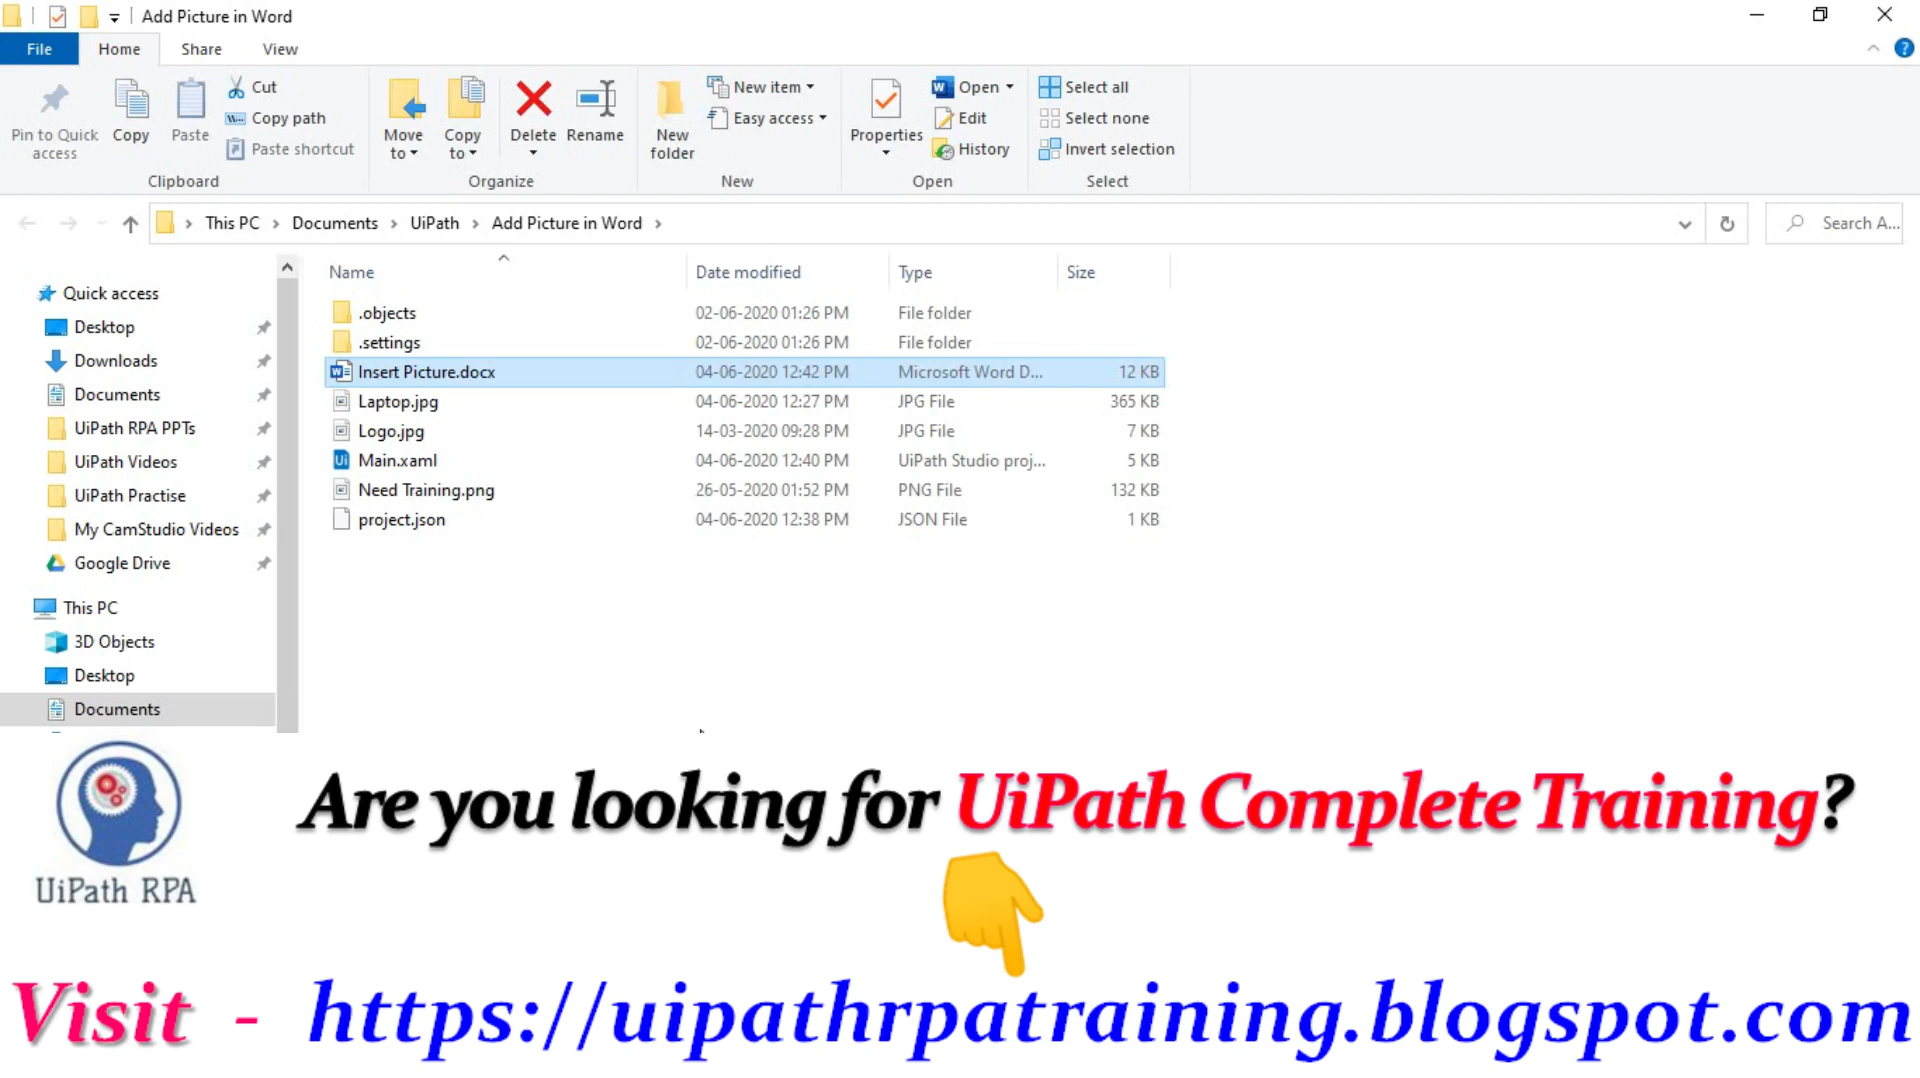 Add Picture in Word
File Home Share View
Pin to Quick access
Copy
Paste
Cut
Copy path
Paste shortcut
Clipboard
Move to
Copy to
Delete
Rename
Organize
New folder
New item
Easy access
New
Properties
Open
Edit
History
Open
Select all
Select none
Invert selection
Select
This PC > Documents > UiPath > Add Picture in Word >
Search A...
Quick access
Desktop
Downloads
Documents
UiPath RPA PPTs
UiPath Videos
UiPath Practise
My CamStudio Videos
Google Drive
This PC
3D Objects
Desktop
Documents
Name Date modified Type Size
.objects 02-06-2020 01:26 PM File folder
.settings 02-06-2020 01:26 PM File folder
Insert Picture.docx 04-06-2020 12:42 PM Microsoft Word D... 12 KB
Laptop.jpg 04-06-2020 12:27 PM JPG File 365 KB
Logo.jpg 14-03-2020 09:28 PM JPG File 7 KB
Main.xaml 04-06-2020 12:40 PM UiPath Studio proj... 5 KB
Need Training.png 26-05-2020 01:52 PM PNG File 132 KB
project.json 04-06-2020 12:38 PM JSON File 1 KB
UiPath RPA
Are you looking for UiPath Complete Training?
Visit - https://uipathrpatraining.blogspot.com